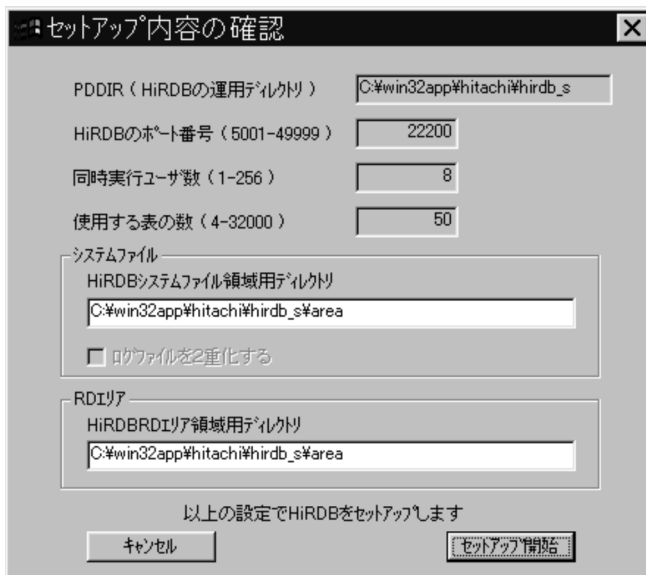 セットアップ内容の確認
PDDIR ( HiRDBの運用ディレクトリ ) C:¥win32app¥hitachi¥hirdb_s
HiRDBのポート番号 ( 5001-49999 ) 22200
同時実行ユーザ数 ( 1-256 ) 8
使用する表の数 ( 4-32000 ) 50
システムファイル
HiRDBシステムファイル領域用ディレクトリ
C:¥win32app¥hitachi¥hirdb_s¥area
ログファイルを2重化する
RDエリア
HiRDBRDエリア領域用ディレクトリ
C:¥win32app¥hitachi¥hirdb_s¥area
以上の設定でHiRDBをセットアップします
キャンセル セットアップ開始